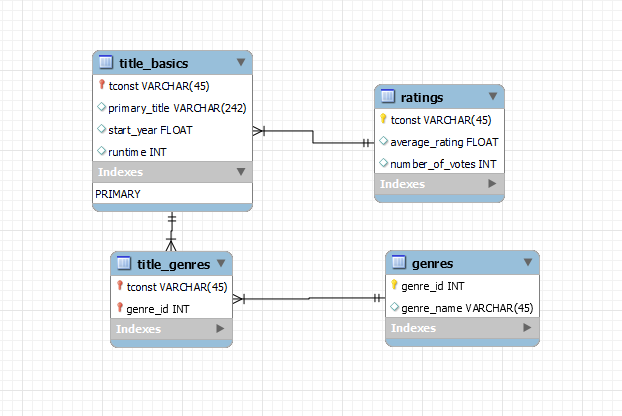 title_basics
tconst VARCHAR(45)
primary_title VARCHAR(242)
start_year FLOAT
runtime INT
Indexes
PRIMARY
ratings
tconst VARCHAR(45)
average_rating FLOAT
number_of_votes INT
Indexes
title_genres
tconst VARCHAR(45)
genre_id INT
Indexes
genres
genre_id INT
genre_name VARCHAR(45)
Indexes